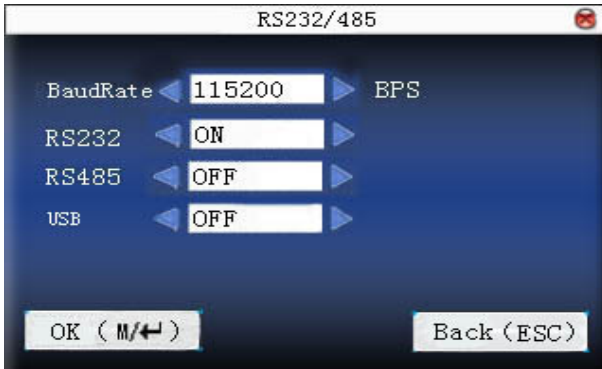 RS232/485
BaudRate 115200 BPS
RS232 ON
RS485 OFF
USB OFF
OK (M/↵) Back(ESC)